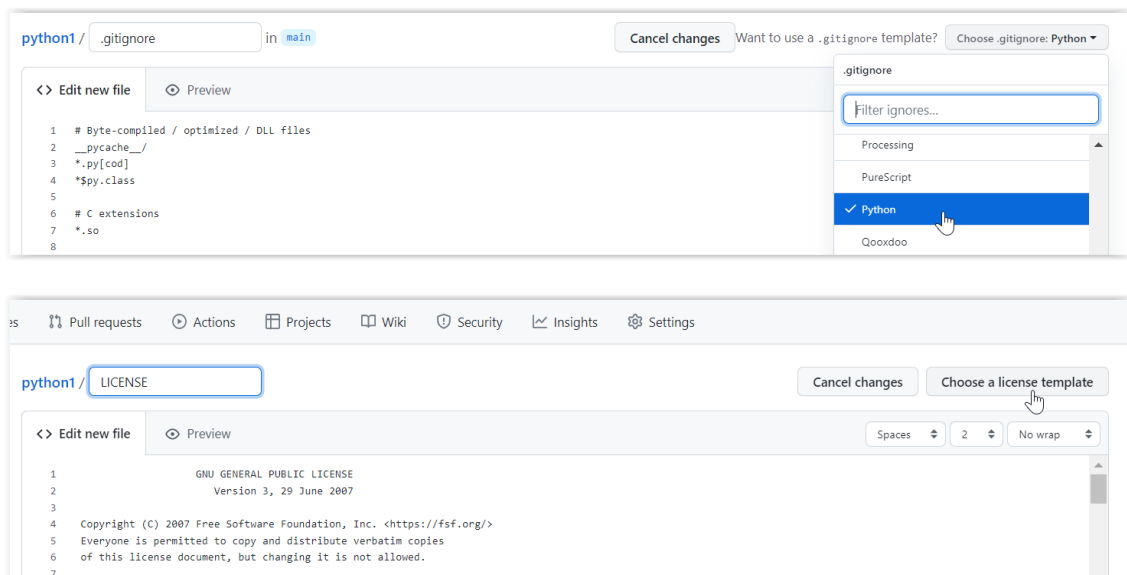 python1 / .gitignore in main Cancel changes Want to use a .gitignore template? Choose .gitignore: Python
.gitignore
<> Edit new file Preview
Filter ignores...
1 # Byte-compiled / optimized / DLL files
2 __pycache__/
3 *.py[cod]
4 *$py.class
5
6 # C extensions
7 *.so
8
Processing
PureScript
Python
Qooxdoo
es Pull requests Actions Projects Wiki Security Insights Settings
python1 / LICENSE Cancel changes Choose a license template
<> Edit new file Preview Spaces 2 No wrap
1 GNU GENERAL PUBLIC LICENSE
2 Version 3, 29 June 2007
3
4 Copyright (C) 2007 Free Software Foundation, Inc. <https://fsf.org/>
5 Everyone is permitted to copy and distribute verbatim copies
6 of this license document, but changing it is not allowed.
7